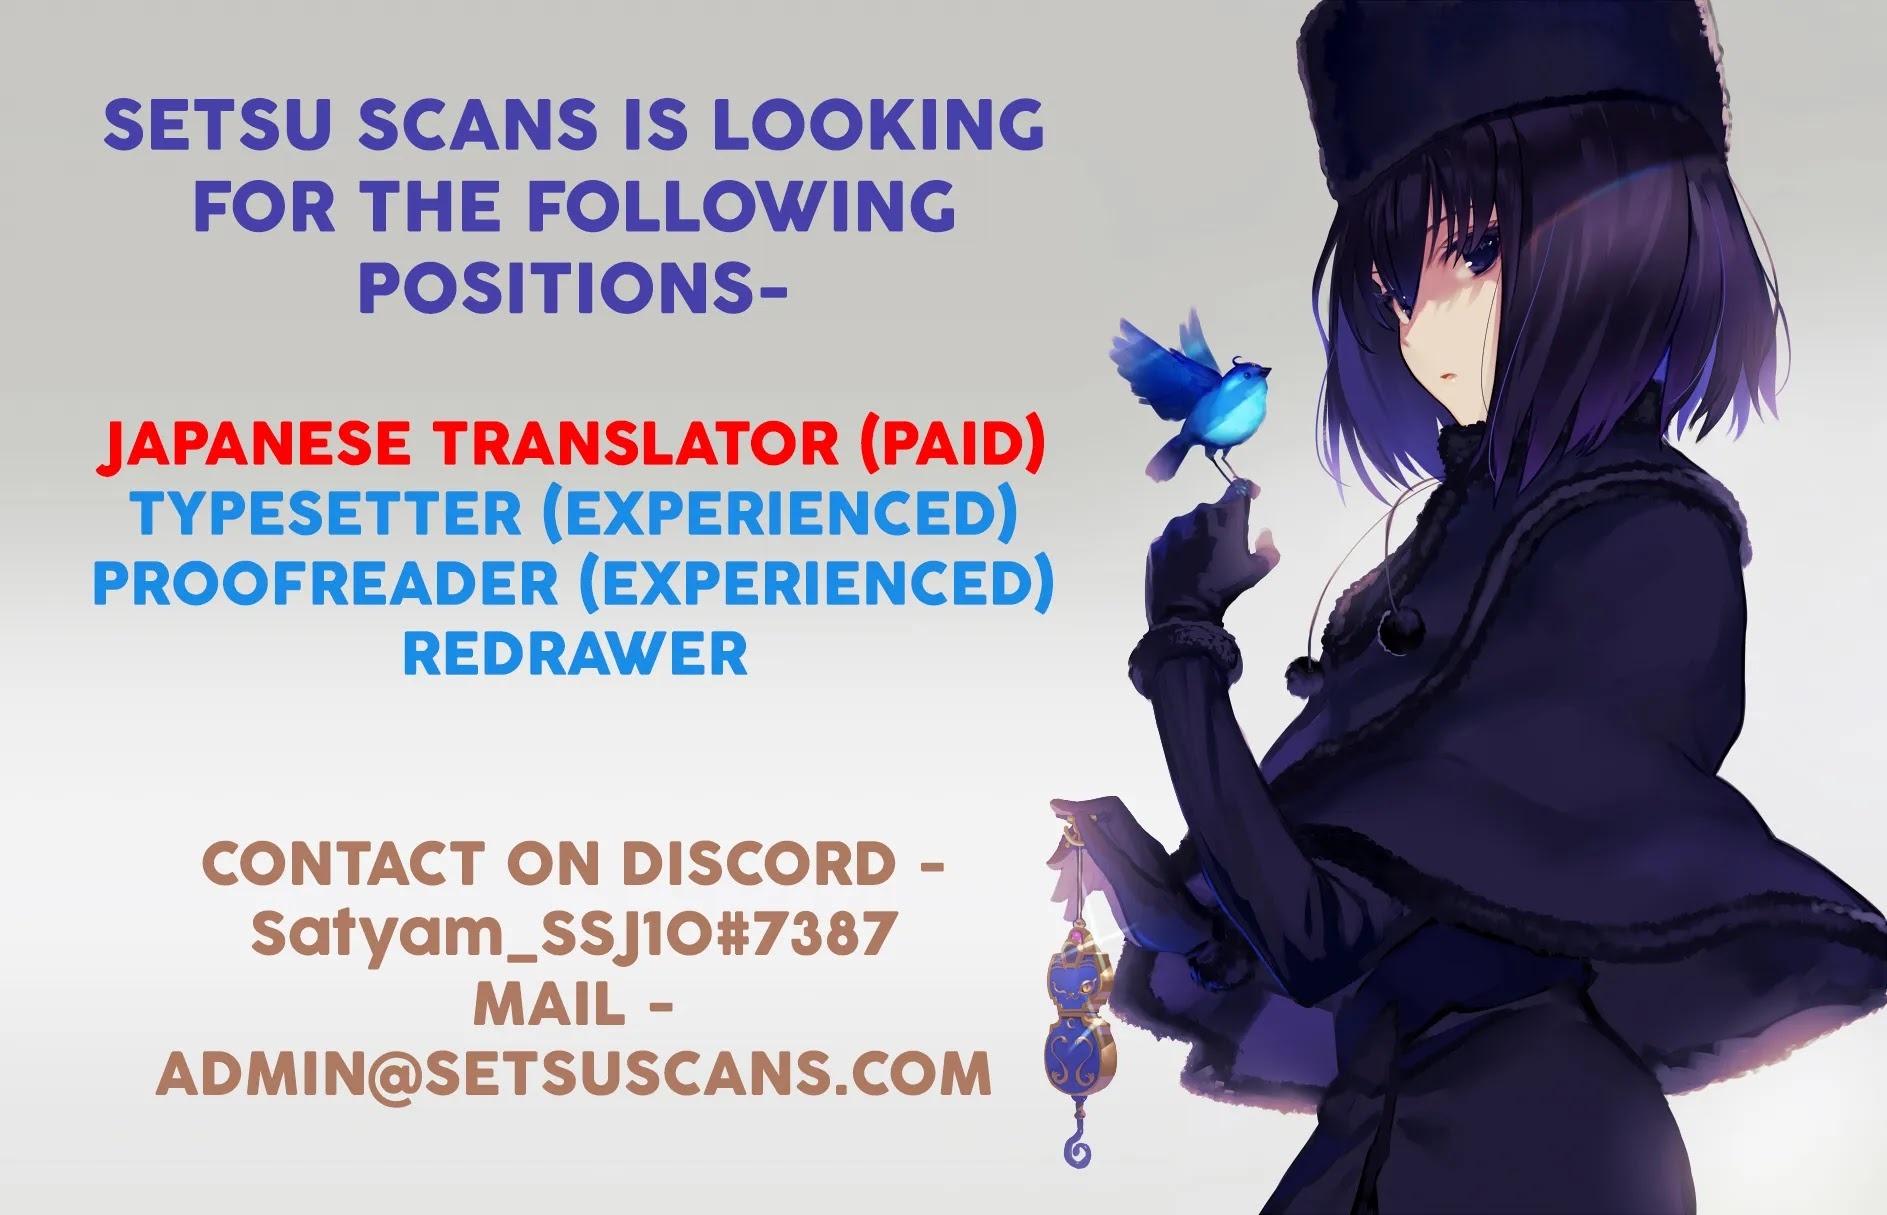 SETSU SCANS IS LOOKING
FOR THE FOLLOWING
POSITIONS-
JAPANESE TRANSLATOR (PAID)
TYPESETTER (EXPERIENCED)
PROOFREADER (EXPERIENCED)
REDRAWER
CONTACT ON DISCORD -
Satyam_SSJ10#7387
MAIL -
ADMIN@SETSUSCANS.COM